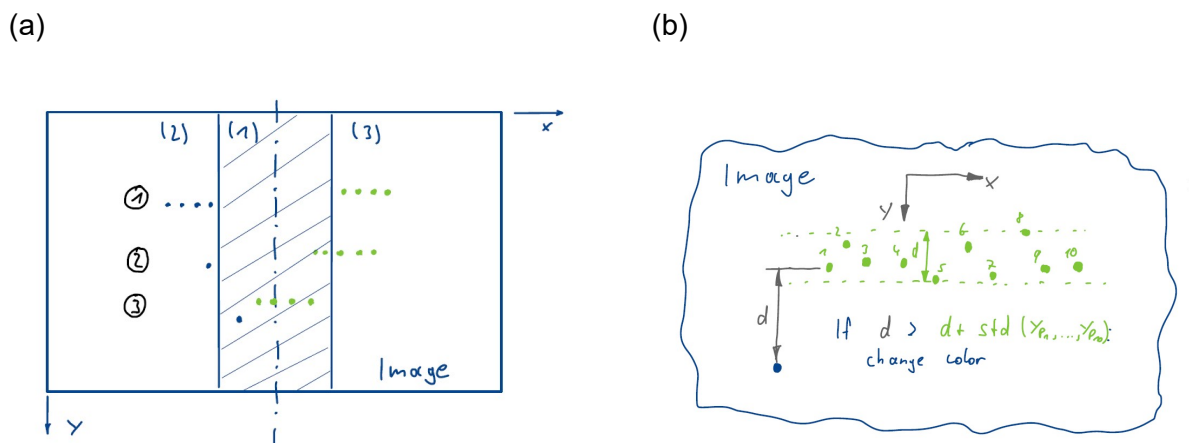 (a)
(b)
(2) (1) (3)
x
①
②
③
Image
y
Image
x
y
1 2 3 4 d 5 6 7 8 9 10
d
If d > d + std (yp₁,...,yp₁₀):
change color